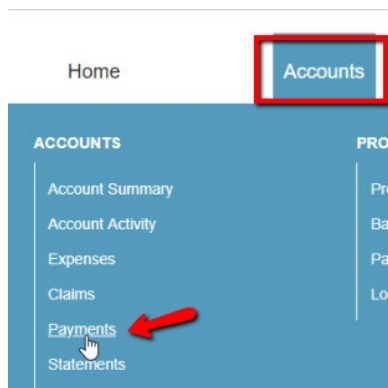 Home Accounts
ACCOUNTS
Account Summary
Account Activity
Expenses
Claims
Payments
Statements